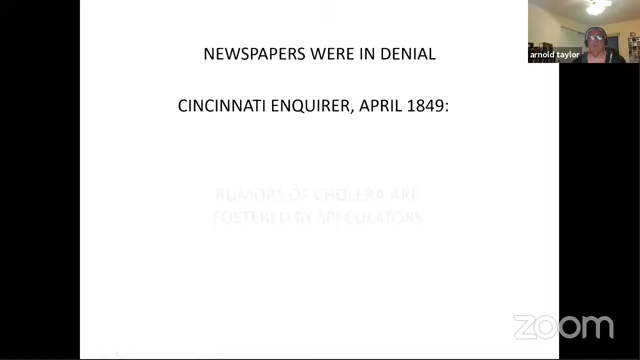 NEWSPAPERS WERE IN DENIAL
arnold taylor
CINCINNATI ENQUIRER, APRIL 1849:
RUMORS OF CHOLERA ARE
FOSTERED BY SPECULATORS
zoom